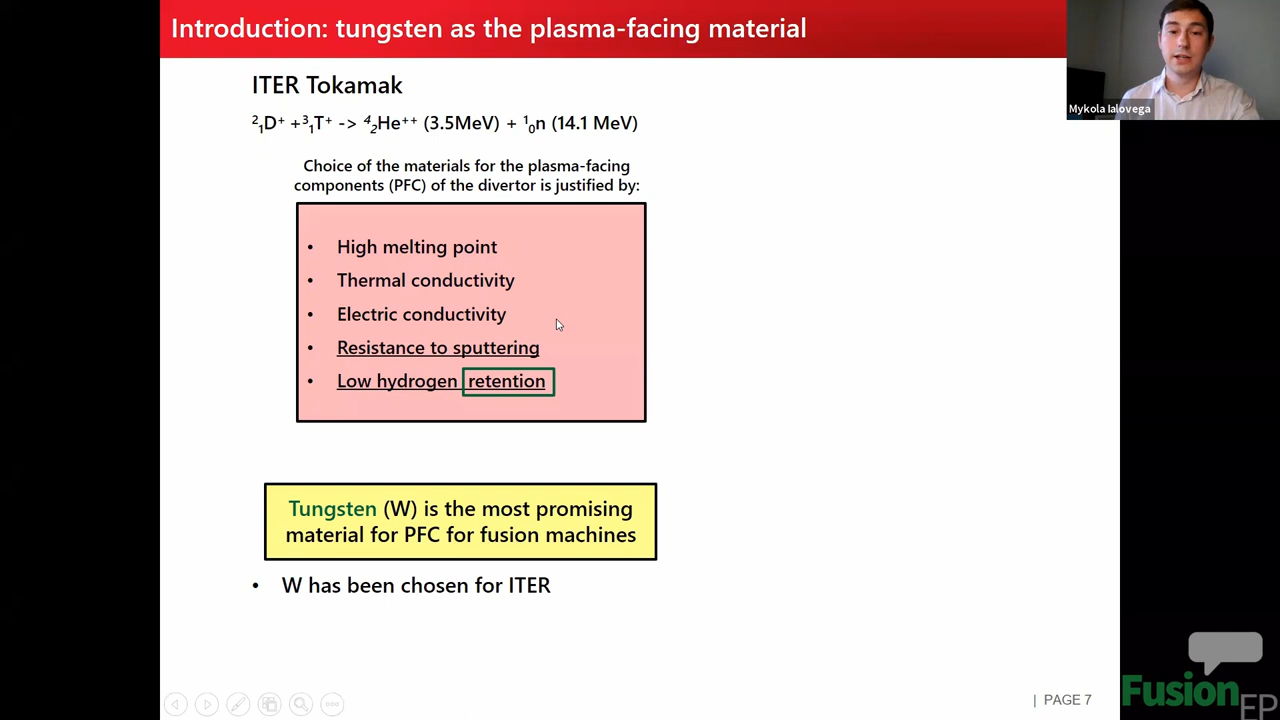 Introduction: tungsten as the plasma-facing material
Mykola Ialovega
ITER Tokamak
²₁D⁺ +³₁T⁺ -> ⁴₂He⁺⁺ (3.5MeV) + ¹₀n (14.1 MeV)
Choice of the materials for the plasma-facing
components (PFC) of the divertor is justified by:
• High melting point
• Thermal conductivity
• Electric conductivity
• Resistance to sputtering
• Low hydrogen retention
Tungsten (W) is the most promising
material for PFC for fusion machines
• W has been chosen for ITER
| PAGE 7
Fusion
EP